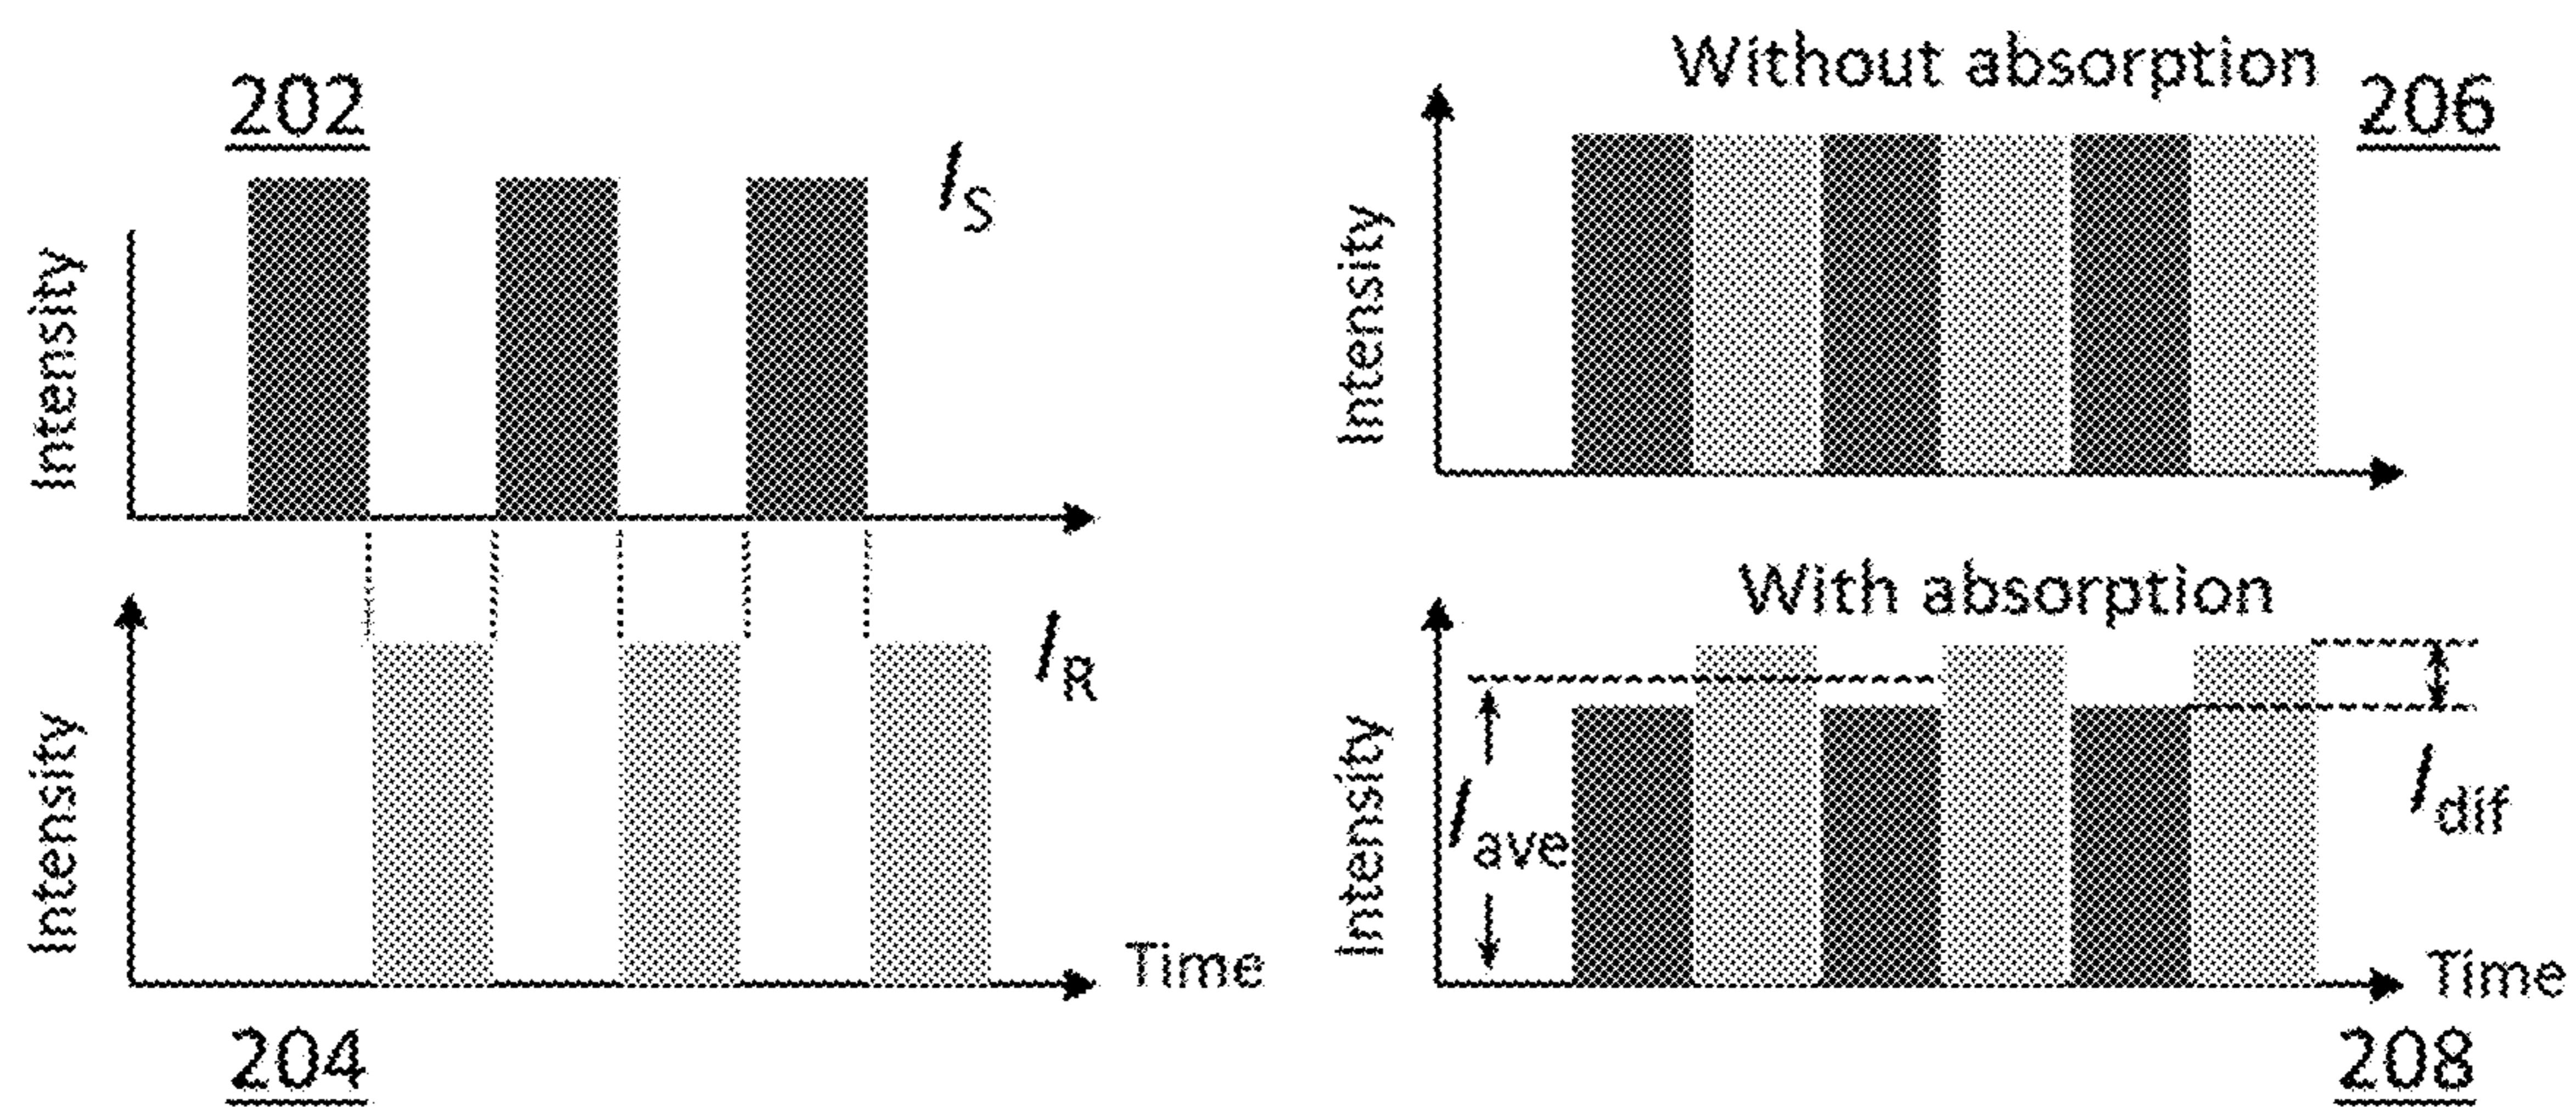 202
I_S
Intensity
I_R
Intensity
Time
204
Without absorption
206
Intensity
With absorption
I_ave
I_dif
Intensity
Time
208